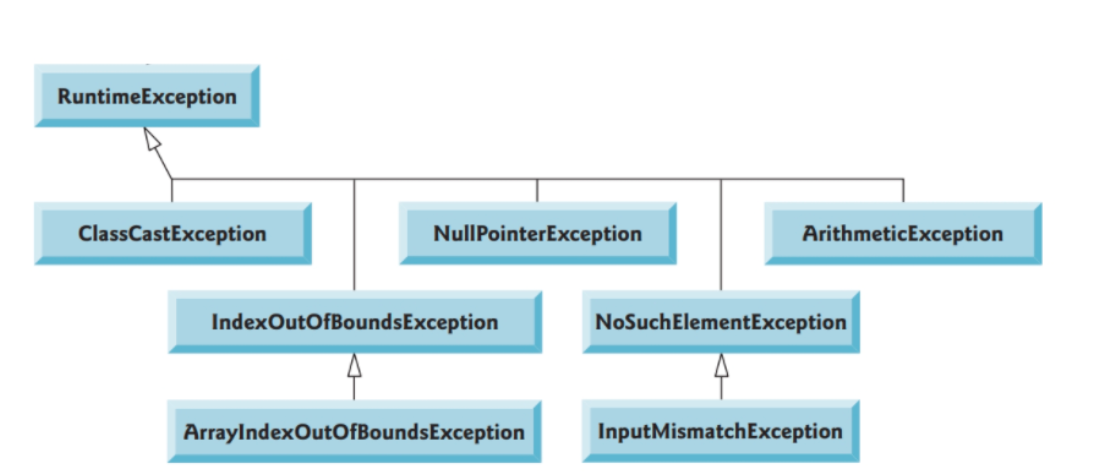 RuntimeException
ClassCastException
NullPointerException
ArithmeticException
IndexOutOfBoundsException
NoSuchElementException
ArrayIndexOutOfBoundsException
InputMismatchException